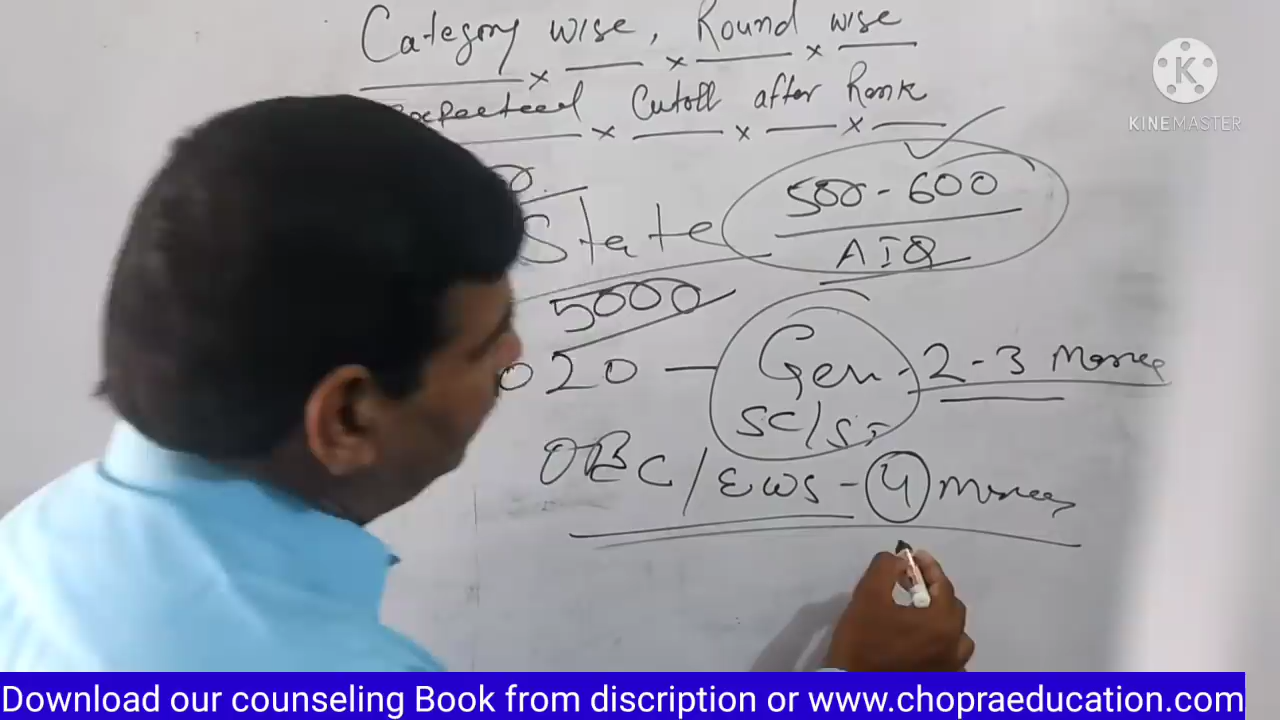 Category wise, Round wise
Expected Cutoff after Rank
KINEMASTER
State 500-600
AIQ
5000
020 - Gen - 2-3
SC/ST
OBC/EWS - 4
Download our counseling Book from discription or www.chopraeducation.com